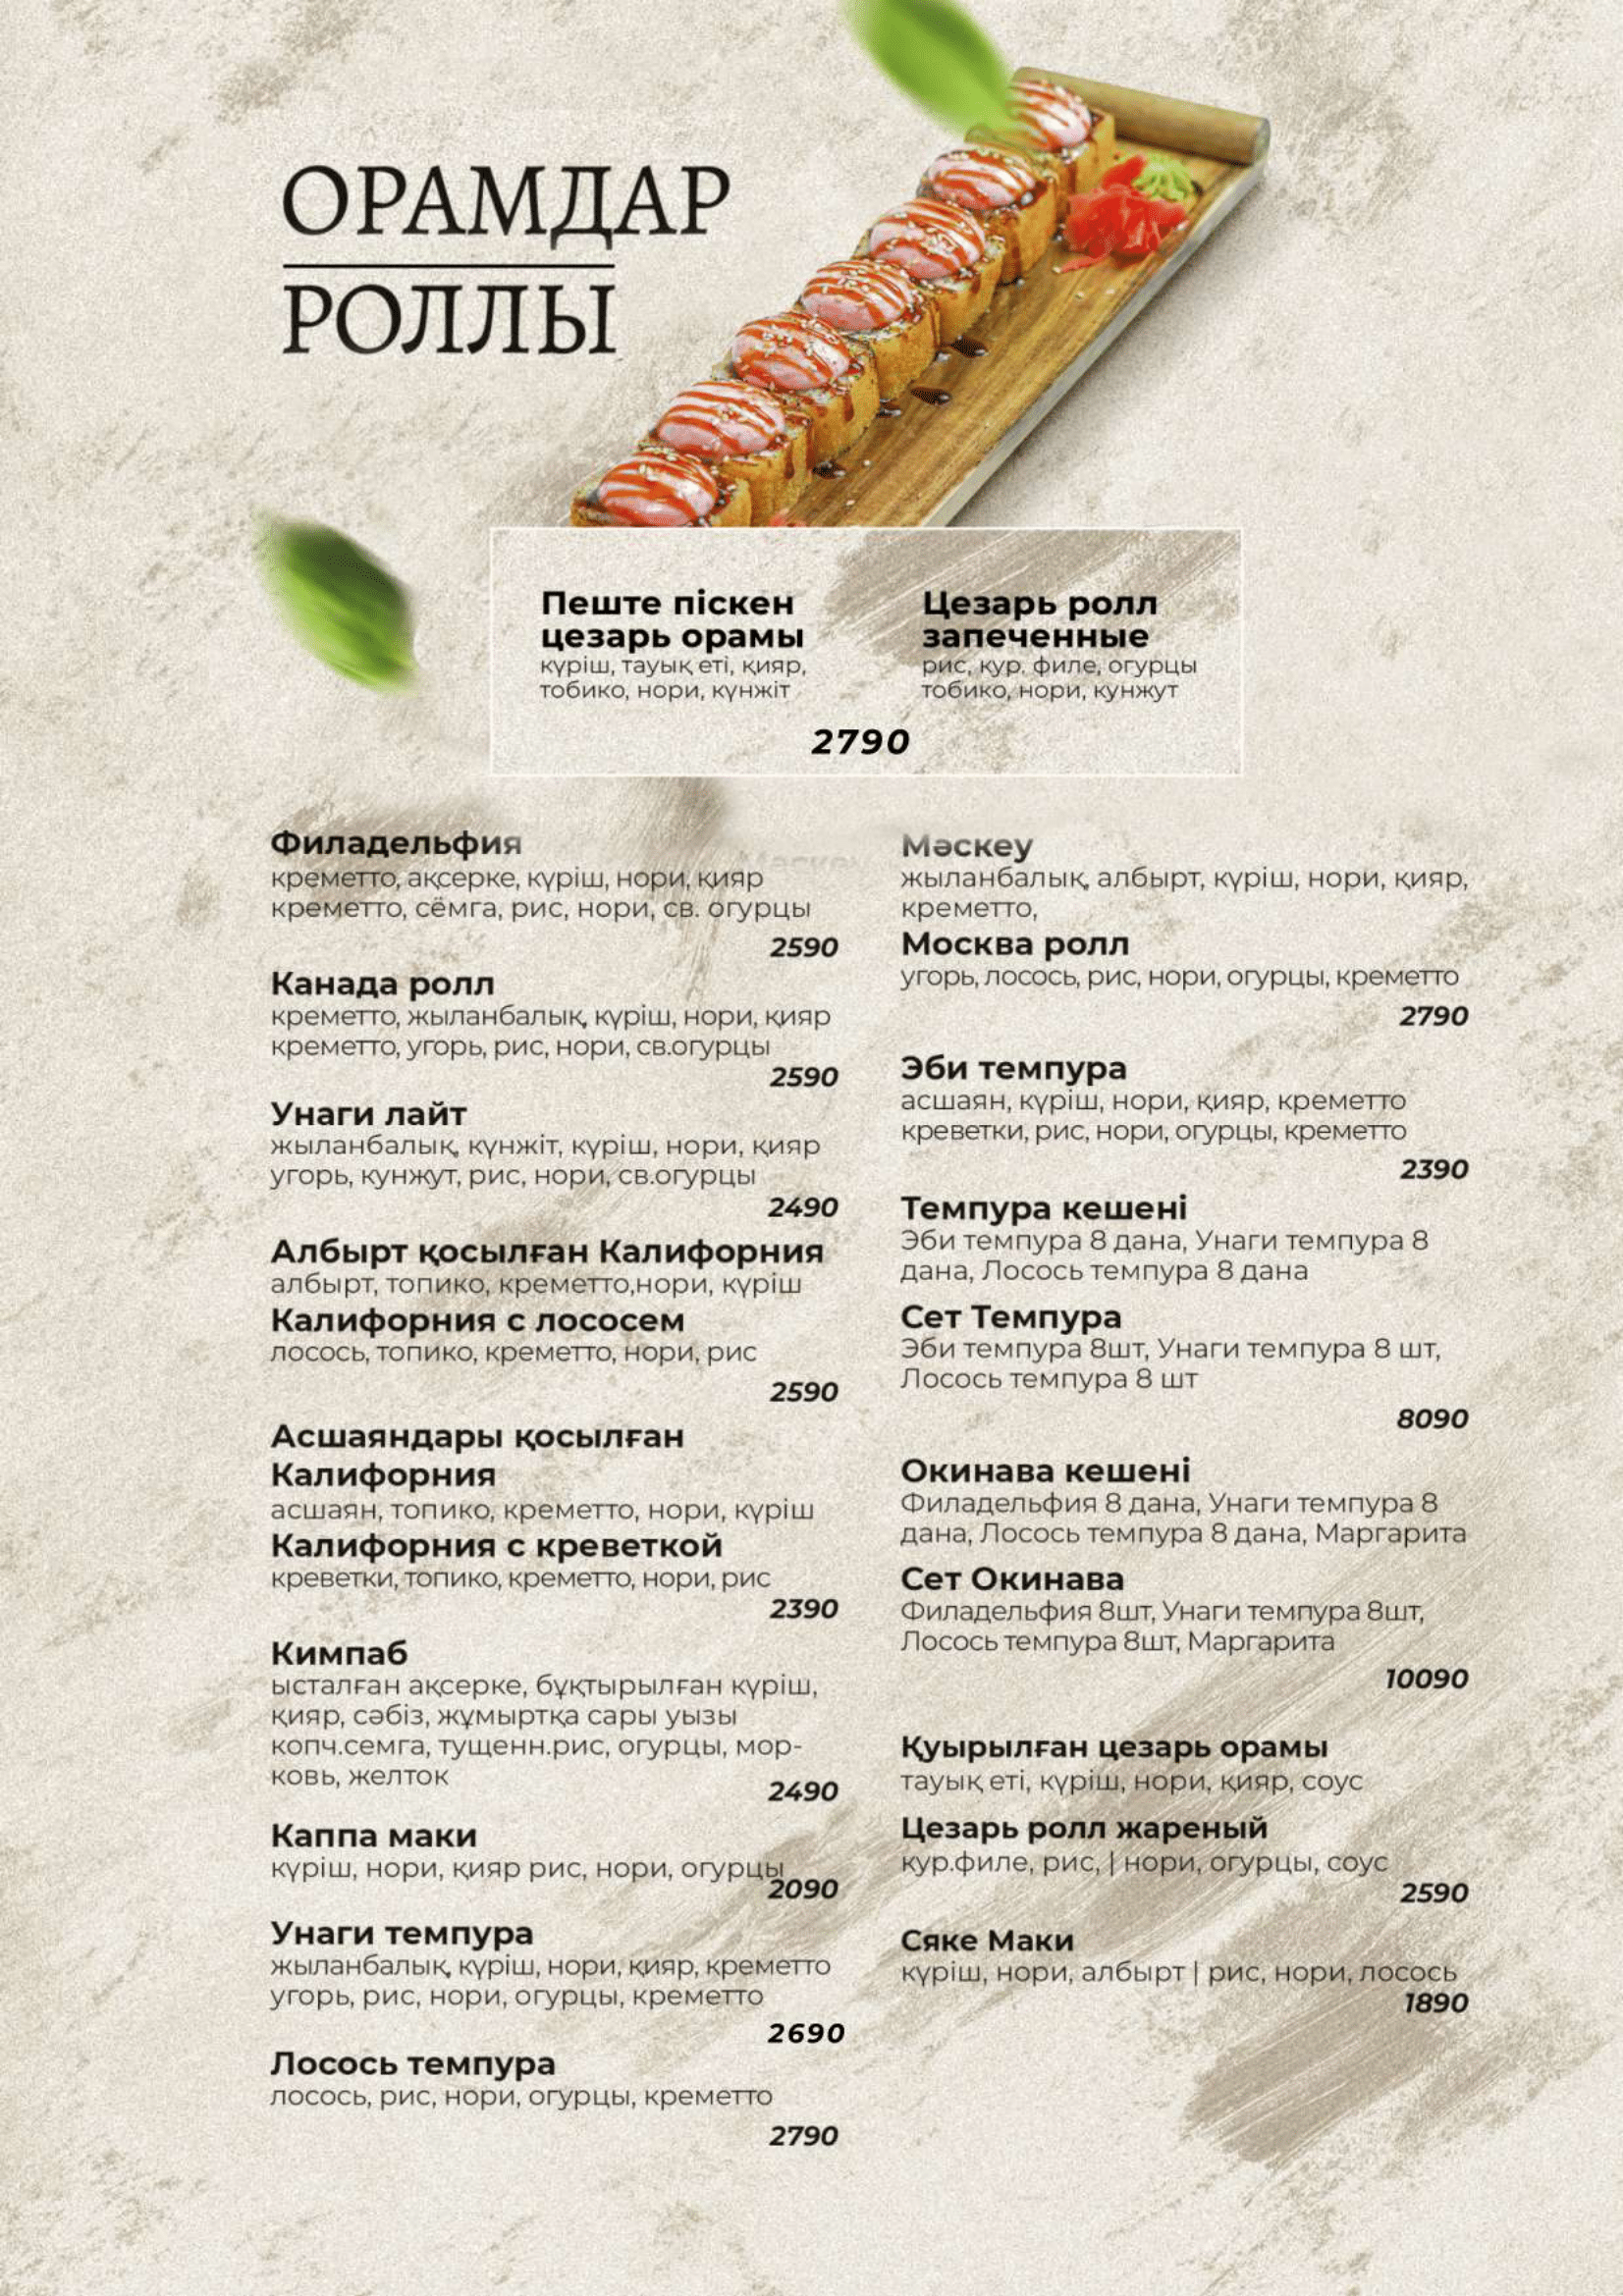 ОРАМДАР
РОЛЛЫ
Пеште піскен
цезарь орамы
күріш, тауық еті, қияр,
тобико, нори, күнжіт
Цезарь ролл
запеченные
рис, кур. филе, огурцы
тобико, нори, кунжут
2790
Филадельфия
креметто, ақсерке, күріш, нори, қияр
креметто, сёмга, рис, нори, св. огурцы
2590
Канада ролл
креметто, жыланбалық, күріш, нори, қияр
креметто, угорь, рис, нори, св.огурцы
2590
Унаги лайт
жыланбалық, күнжіт, күріш, нори, қияр
угорь, кунжут, рис, нори, св.огурцы
2490
Албырт қосылған Калифорния
албырт, топико, креметто,нори, күріш
Калифорния с лососем
лосось, топико, креметто, нори, рис
2590
Асшаяндары қосылған
Калифорния
асшаян, топико, креметто, нори, күріш
Калифорния с креветкой
креветки, топико, креметто, нори, рис
2390
Кимпаб
ысталған ақсерке, бұқтырылған күріш,
қияр, сәбіз, жұмыртқа сары уызы
копч.семга, тущенн.рис, огурцы, мор-
ковь, желток
2490
Каппа маки
күріш, нори, қияр рис, нори, огурцы
2090
Унаги темпура
жыланбалық, күріш, нори, қияр, креметто
угорь, рис, нори, огурцы, креметто
2690
Лосось темпура
лосось, рис, нори, огурцы, креметто
2790
Мәскеу
жыланбалық, албырт, күріш, нори, қияр,
креметто,
Москва ролл
угорь, лосось, рис, нори, огурцы, креметто
2790
Эби темпура
асшаян, күріш, нори, қияр, креметто
креветки, рис, нори, огурцы, креметто
2390
Темпура кешені
Эби темпура 8 дана, Унаги темпура 8
дана, Лосось темпура 8 дана
Сет Темпура
Эби темпура 8шт, Унаги темпура 8 шт,
Лосось темпура 8 шт
8090
Окинава кешені
Филадельфия 8 дана, Унаги темпура 8
дана, Лосось темпура 8 дана, Маргарита
Сет Окинава
Филадельфия 8шт, Унаги темпура 8шт,
Лосось темпура 8шт, Маргарита
10090
Қуырылған цезарь орамы
тауық еті, күріш, нори, қияр, соус
Цезарь ролл жареный
кур.филе, рис, | нори, огурцы, соус
2590
Сяке Маки
күріш, нори, албырт | рис, нори, лосось
1890